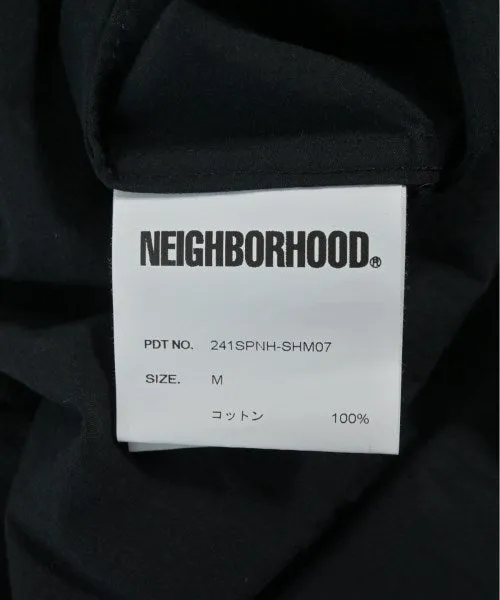 NEIGHBORHOOD®
PDT NO. 241SPNH-SHM07
SIZE. M
コットン 100%